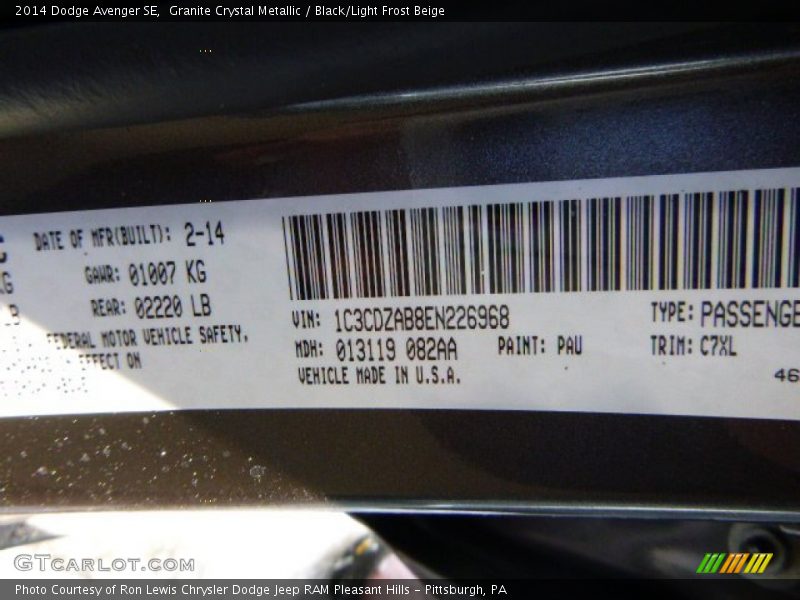 2014 Dodge Avenger SE, Granite Crystal Metallic / Black/Light Frost Beige
DATE OF MFR(BUILT): 2-14
GAWR: 01007 KG
REAR: 02220 LB
FEDERAL MOTOR VEHICLE SAFETY,
EFFECT ON
KG
LB
VIN: 1C3CDZAB8EN226968
MDH: 013119 082AA PAINT: PAU
VEHICLE MADE IN U.S.A.
TYPE: PASSENGE
TRIM: C7XL
46
GTCARLOT.COM
Photo Courtesy of Ron Lewis Chrysler Dodge Jeep RAM Pleasant Hills - Pittsburgh, PA